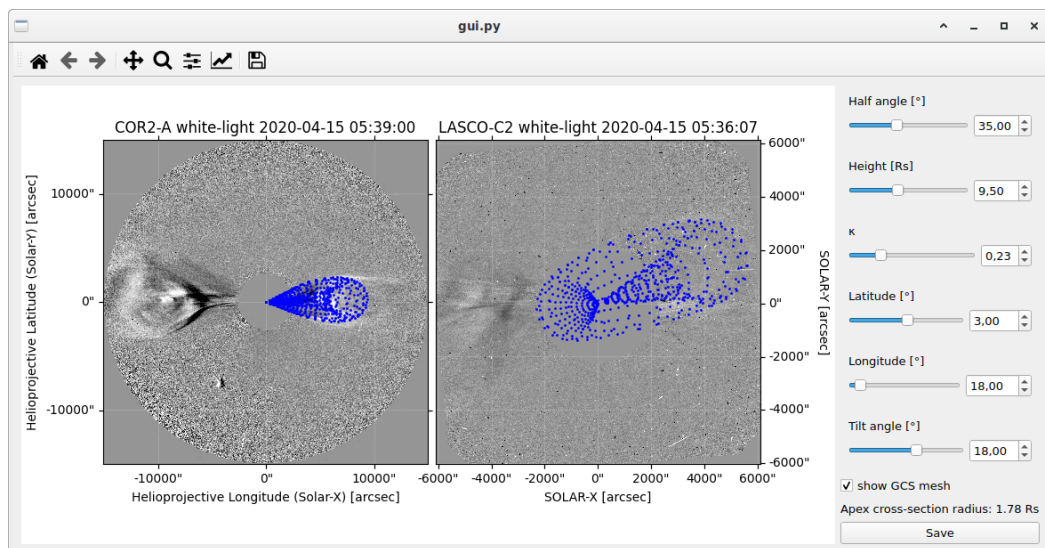 gui.py
COR2-A white-light 2020-04-15 05:39:00
LASCO-C2 white-light 2020-04-15 05:36:07
Helioprojective Latitude (Solar-Y) [arcsec]
10000"
0"
-10000"
-10000"
0"
10000"
Helioprojective Longitude (Solar-X) [arcsec]
6000"
4000"
2000"
0"
-2000"
-4000"
-6000"
SOLAR-Y [arcsec]
-6000"
-4000"
-2000"
0"
2000"
4000"
6000"
SOLAR-X [arcsec]
Half angle [°]
35,00
Height [Rs]
9,50
κ
0,23
Latitude [°]
3,00
Longitude [°]
18,00
Tilt angle [°]
18,00
show GCS mesh
Apex cross-section radius: 1.78 Rs
Save